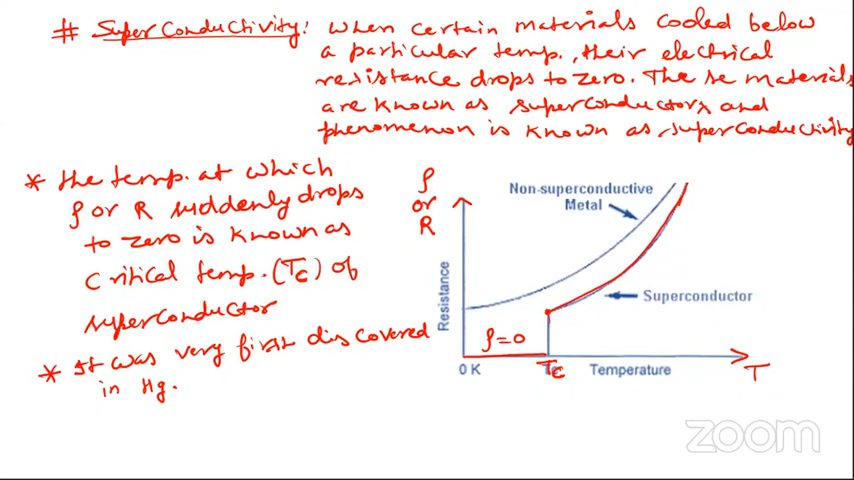 # Superconductivity: When certain materials cooled below
a particular temp., their electrical
resistance drops to zero. These materials
are known as superconductors and
phenomenon is known as superconductivity
* the temp. at which
ρ or R suddenly drops
to zero is known as
Critical temp. (Tc) of
superconductor
* It was very first discovered
in Hg.
ρ
or
R
Resistance
Non-superconductive
Metal
Superconductor
ρ=0
0 K
Tc
Temperature
T
zoom